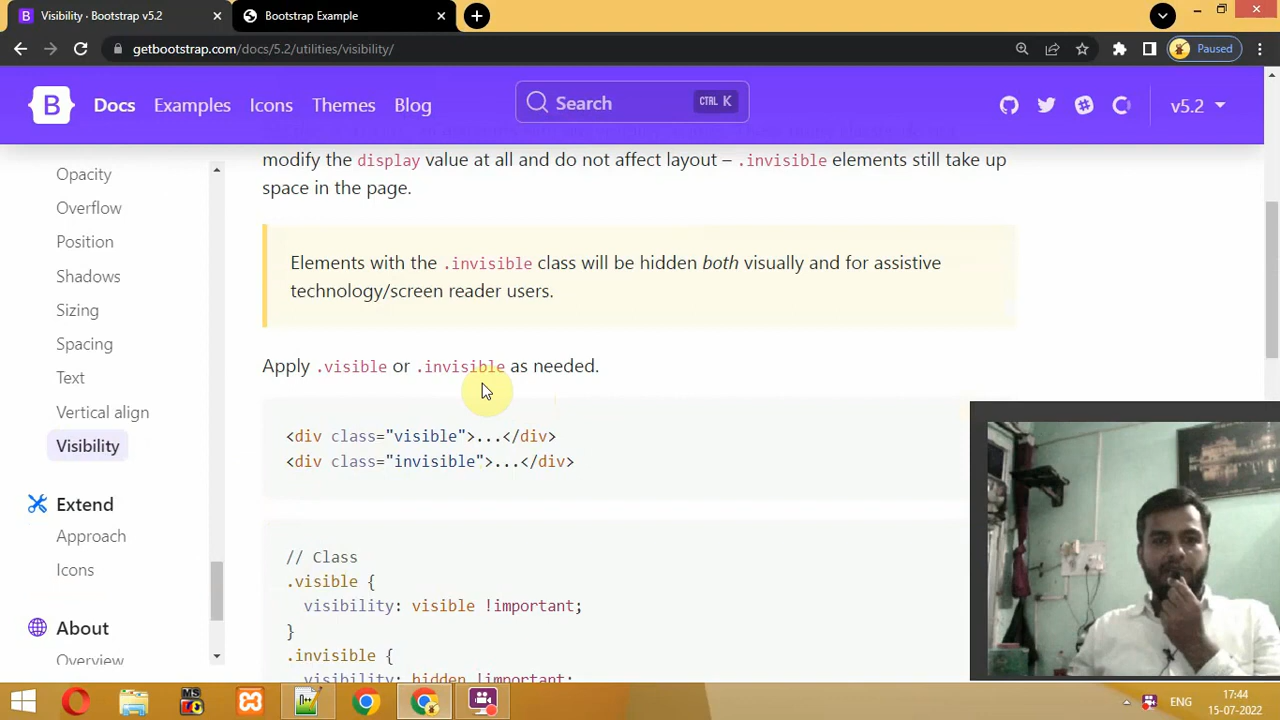 Visibility · Bootstrap v5.2
Bootstrap Example
getbootstrap.com/docs/5.2/utilities/visibility/
Paused
B
Docs
Examples
Icons
Themes
Blog
Search
CTRL K
v5.2
Opacity
Overflow
Position
Shadows
Sizing
Spacing
Text
Vertical align
Visibility
Extend
Approach
Icons
About
Overview
modify the display value at all and do not affect layout – .invisible elements still take up
space in the page.
Elements with the .invisible class will be hidden both visually and for assistive
technology/screen reader users.
Apply .visible or .invisible as needed.
<div class="visible">...</div>
<div class="invisible">...</div>
// Class
.visible {
visibility: visible !important;
}
.invisible {
visibility: hidden !important;
MS
ENG
17:44
15-07-2022